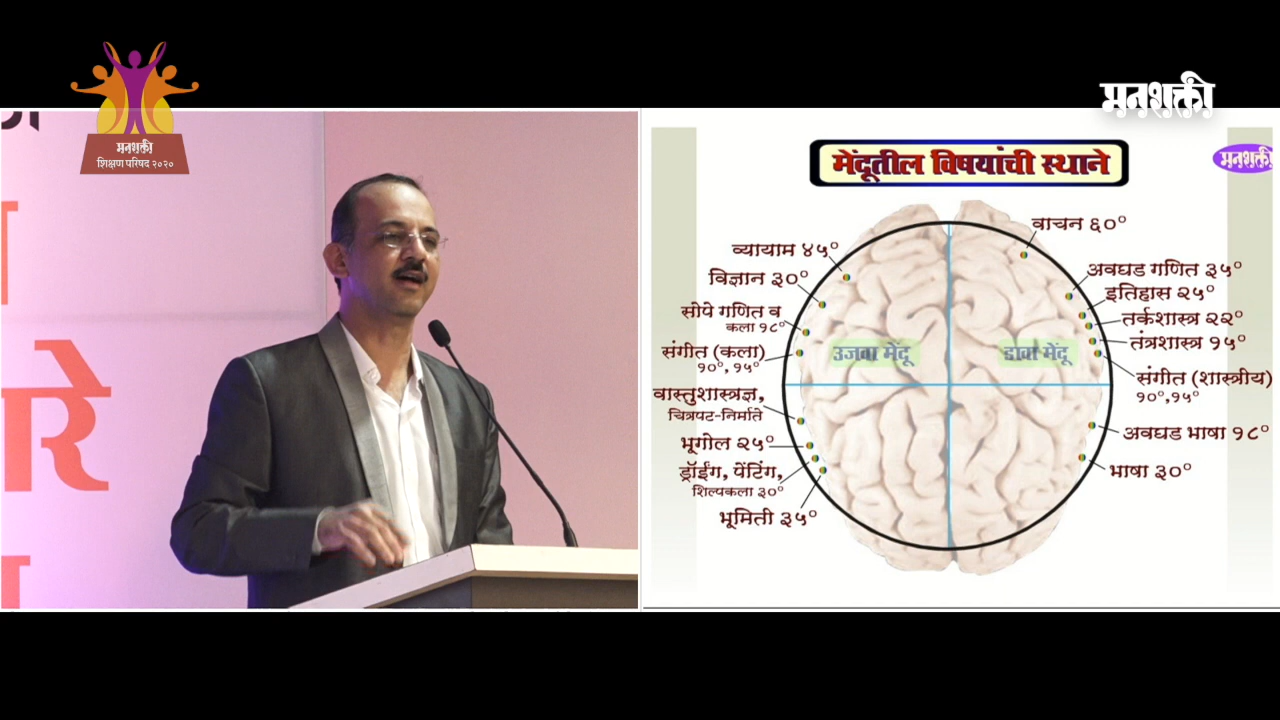 मनशक्ती
शिक्षण परिषद २०२०
मनशक्ती
रे
मेंदूतील विषयांची स्थाने
मनशक्ती
व्यायाम ४५°
विज्ञान ३०°
सोपे गणित व
कला १८°
संगीत (कला)
१०°, १५°
वास्तुशास्त्रज्ञ,
चित्रपट-निर्माते
भूगोल २५°
ड्रॉईंग, पेंटिंग,
शिल्पकला ३०°
भूमिती ३५°
उजवा मेंदू
डावा मेंदू
वाचन ६०°
अवघड गणित ३५°
इतिहास २५°
तर्कशास्त्र २२°
तंत्रशास्त्र १५°
संगीत (शास्त्रीय)
१०°,१५°
अवघड भाषा १८°
भाषा ३०°